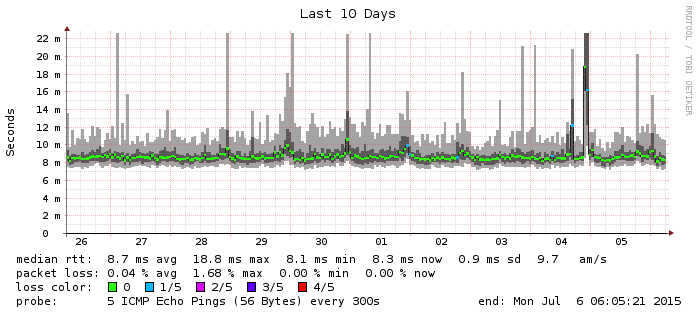 Last 10 Days
RRDTOOL / TOBI OETIKER
Seconds
22 m
20 m
18 m
16 m
14 m
12 m
10 m
8 m
6 m
4 m
2 m
0
26 27 28 29 30 01 02 03 04 05
median rtt: 8.7 ms avg 18.8 ms max 8.1 ms min 8.3 ms now 0.9 ms sd 9.7 am/s
packet loss: 0.04 % avg 1.68 % max 0.00 % min 0.00 % now
loss color: 0 1/5 2/5 3/5 4/5
probe: 5 ICMP Echo Pings (56 Bytes) every 300s end: Mon Jul 6 06:05:21 2015